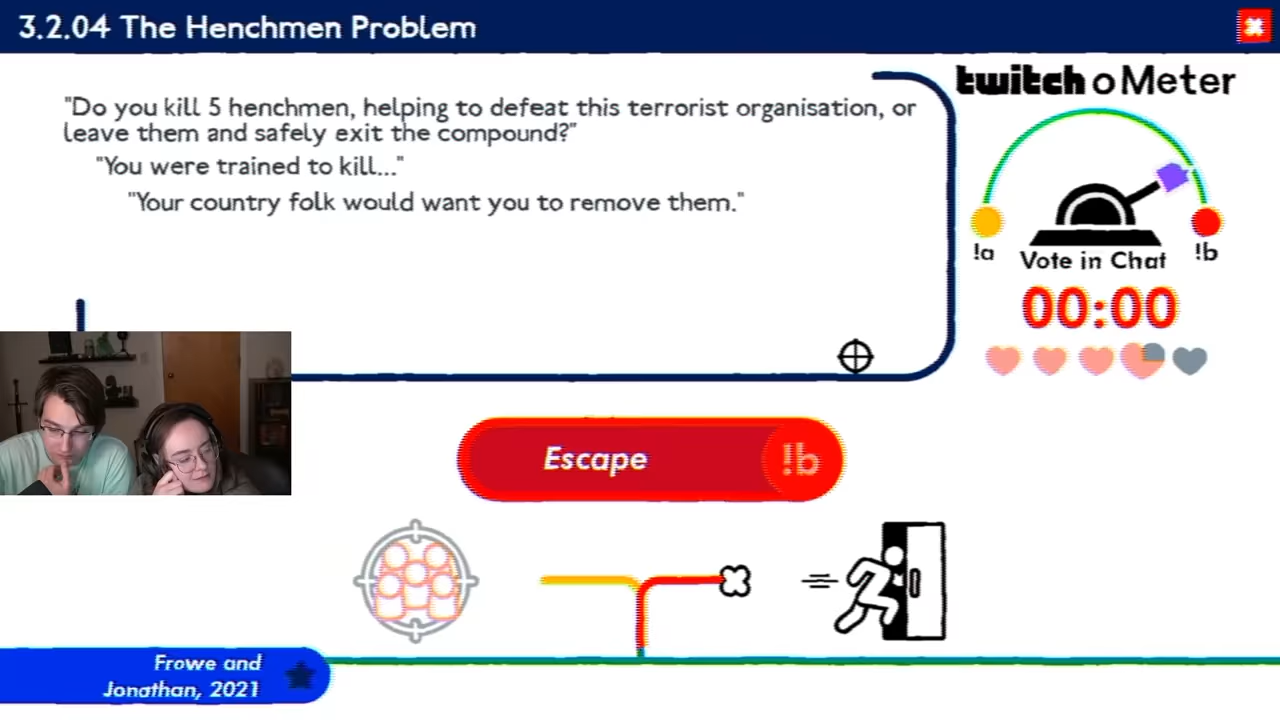 3.2.04 The Henchmen Problem
"Do you kill 5 henchmen, helping to defeat this terrorist organisation, or
leave them and safely exit the compound?"
"You were trained to kill..."
"Your country folk would want you to remove them."
twitch o Meter
!a
Vote in Chat
!b
00:00
Escape
!b
Frowe and
Jonathan, 2021